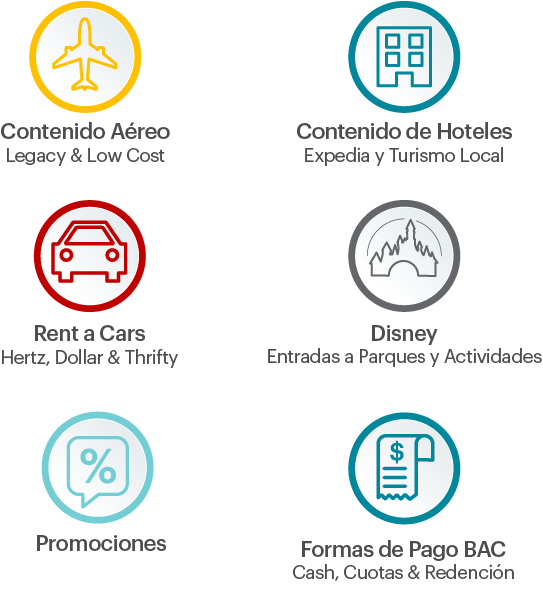 Contenido Aéreo
Legacy & Low Cost
Contenido de Hoteles
Expedia y Turismo Local
Rent a Cars
Hertz, Dollar & Thrifty
Disney
Entradas a Parques y Actividades
%
Promociones
$
Formas de Pago BAC
Cash, Cuotas & Redención